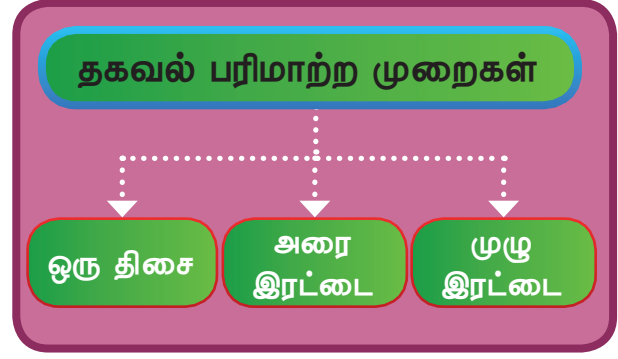 தகவல் பரிமாற்ற முறைகள்
ஒரு திசை
அரை
இரட்டை
முழு
இரட்டை